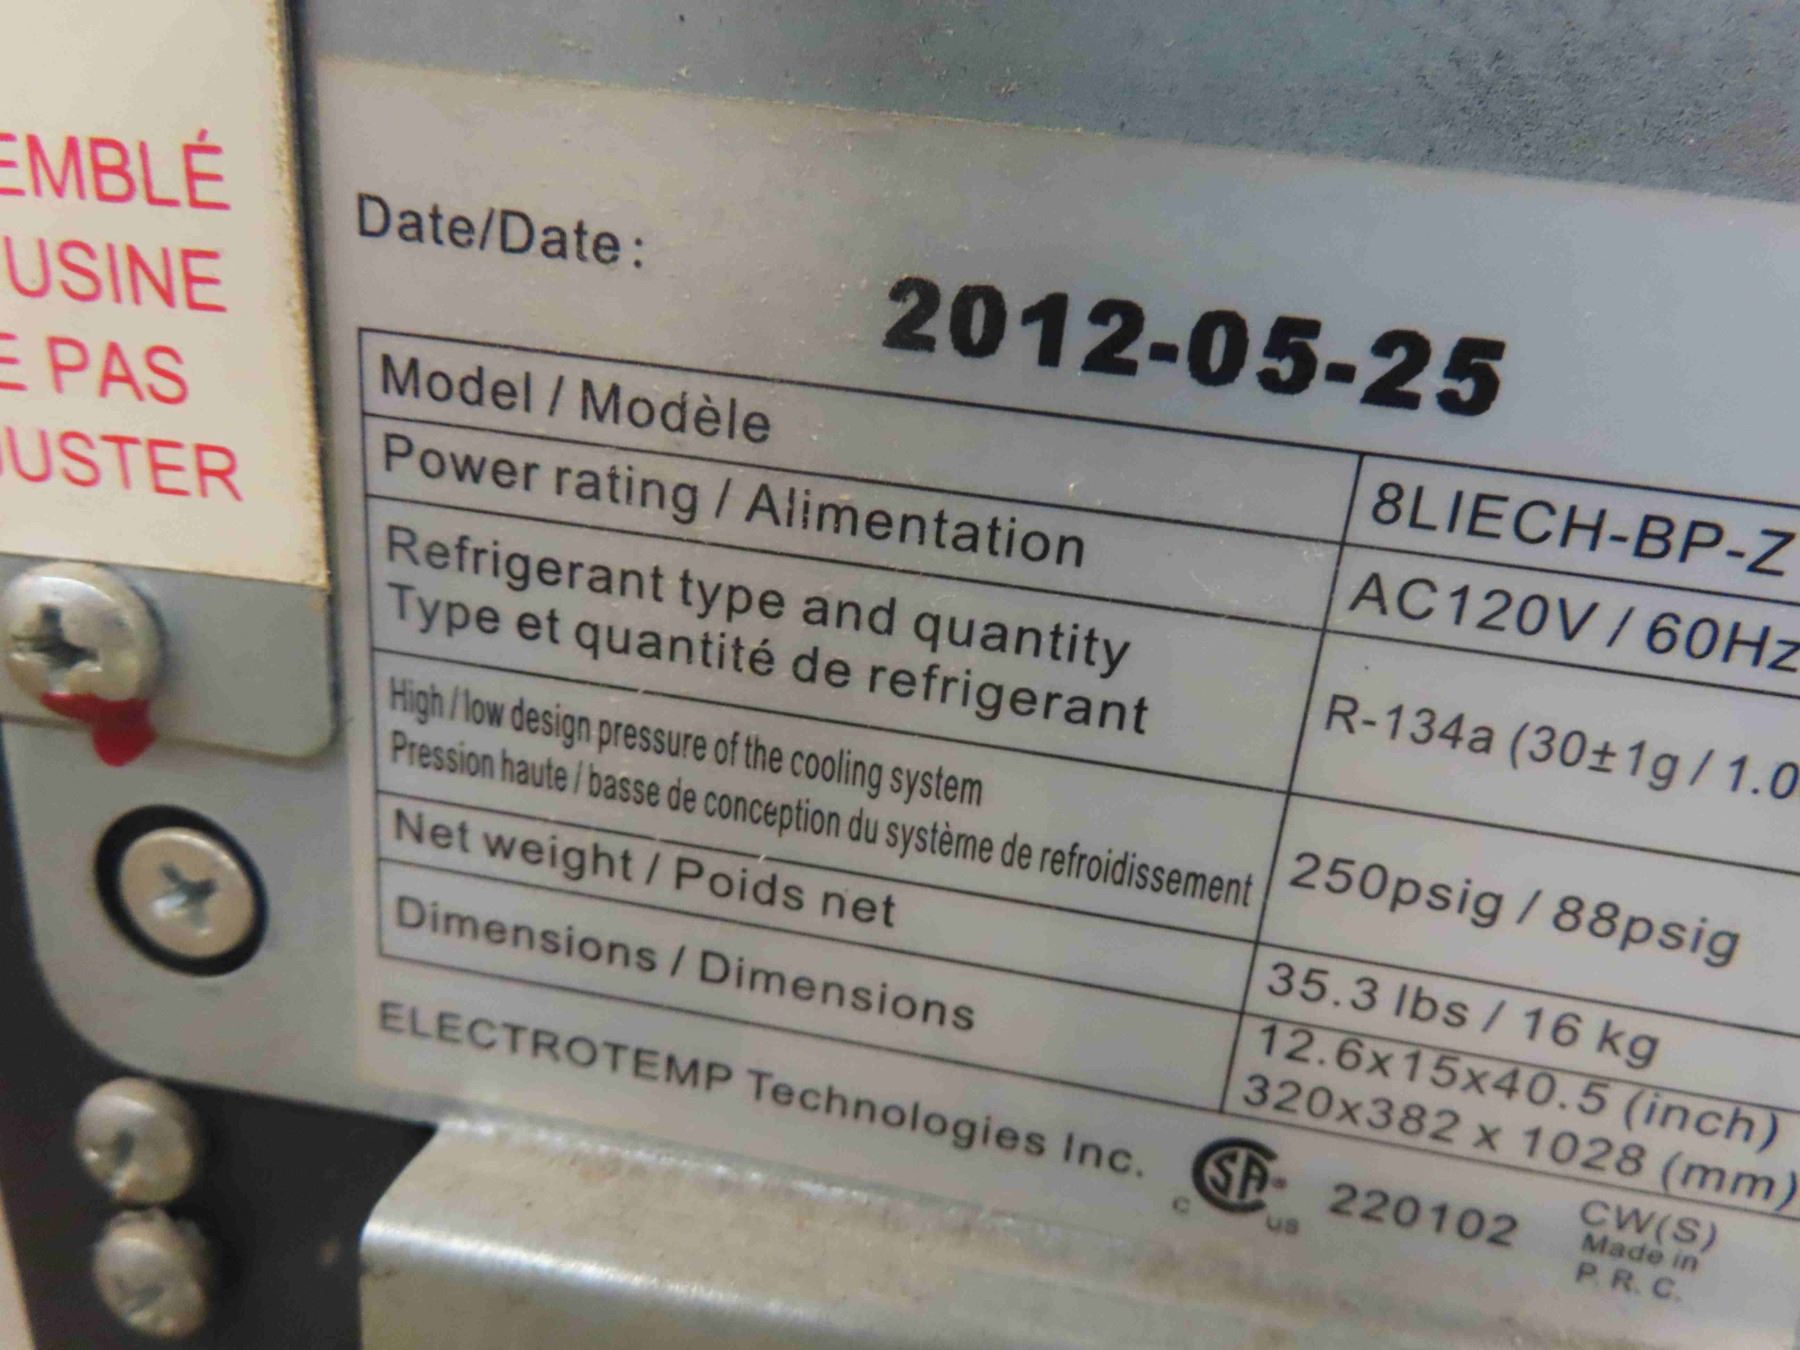 EMBLÉ
USINE
E PAS
JUSTER
Date/Date:
2012-05-25
Model / Modèle
8LIECH-BP-Z
Power rating / Alimentation
AC120V / 60Hz
Refrigerant type and quantity
Type et quantité de refrigerant
R-134a (30±1g / 1.0
High / low design pressure of the cooling system
Pression haute / basse de conception du système de refroidissement
250psig / 88psig
Net weight / Poids net
35.3 lbs / 16 kg
Dimensions / Dimensions
12.6x15x40.5 (inch)
320x382 x 1028 (mm)
ELECTROTEMP Technologies Inc.
C SA® US
220102
CW(S)
Made in
P. R. C.